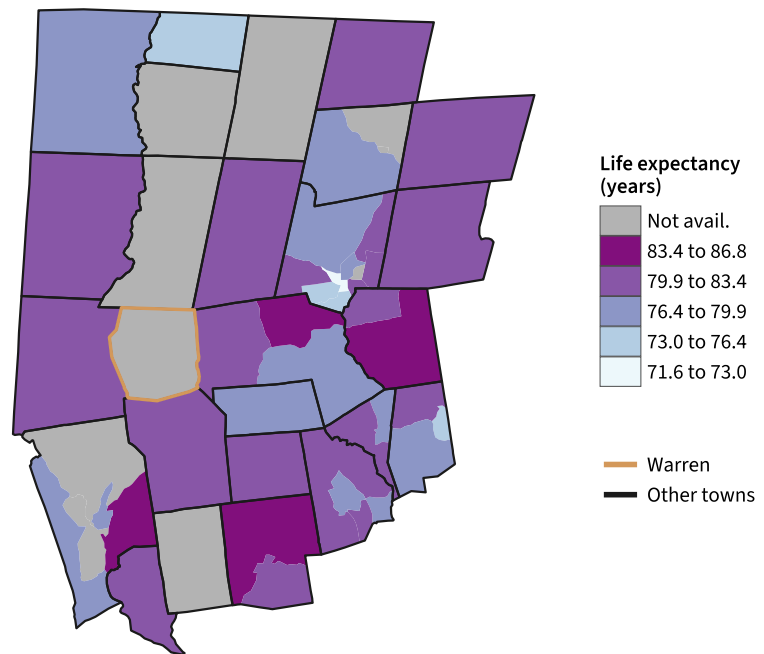 Life expectancy
(years)
Not avail.
83.4 to 86.8
79.9 to 83.4
76.4 to 79.9
73.0 to 76.4
71.6 to 73.0
Warren
Other towns